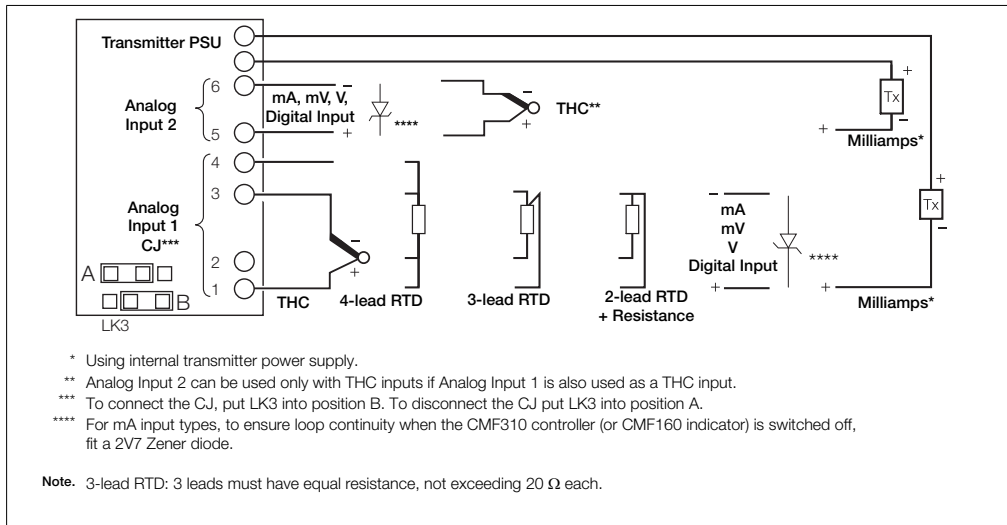 Transmitter PSU
6
Analog
Input 2
5
mA, mV, V,
Digital Input
−
+
****
−
+
THC**
+
Tx
−
+
Milliamps*
4
3
Analog
Input 1
CJ***
2
1
−
+
THC
4-lead RTD
3-lead RTD
2-lead RTD
+ Resistance
−
mA
mV
V
Digital Input
+
****
+
Tx
−
+
Milliamps*
A
B
LK3
* Using internal transmitter power supply.
** Analog Input 2 can be used only with THC inputs if Analog Input 1 is also used as a THC input.
*** To connect the CJ, put LK3 into position B. To disconnect the CJ put LK3 into position A.
**** For mA input types, to ensure loop continuity when the CMF310 controller (or CMF160 indicator) is switched off,
fit a 2V7 Zener diode.
Note. 3-lead RTD: 3 leads must have equal resistance, not exceeding 20 Ω each.